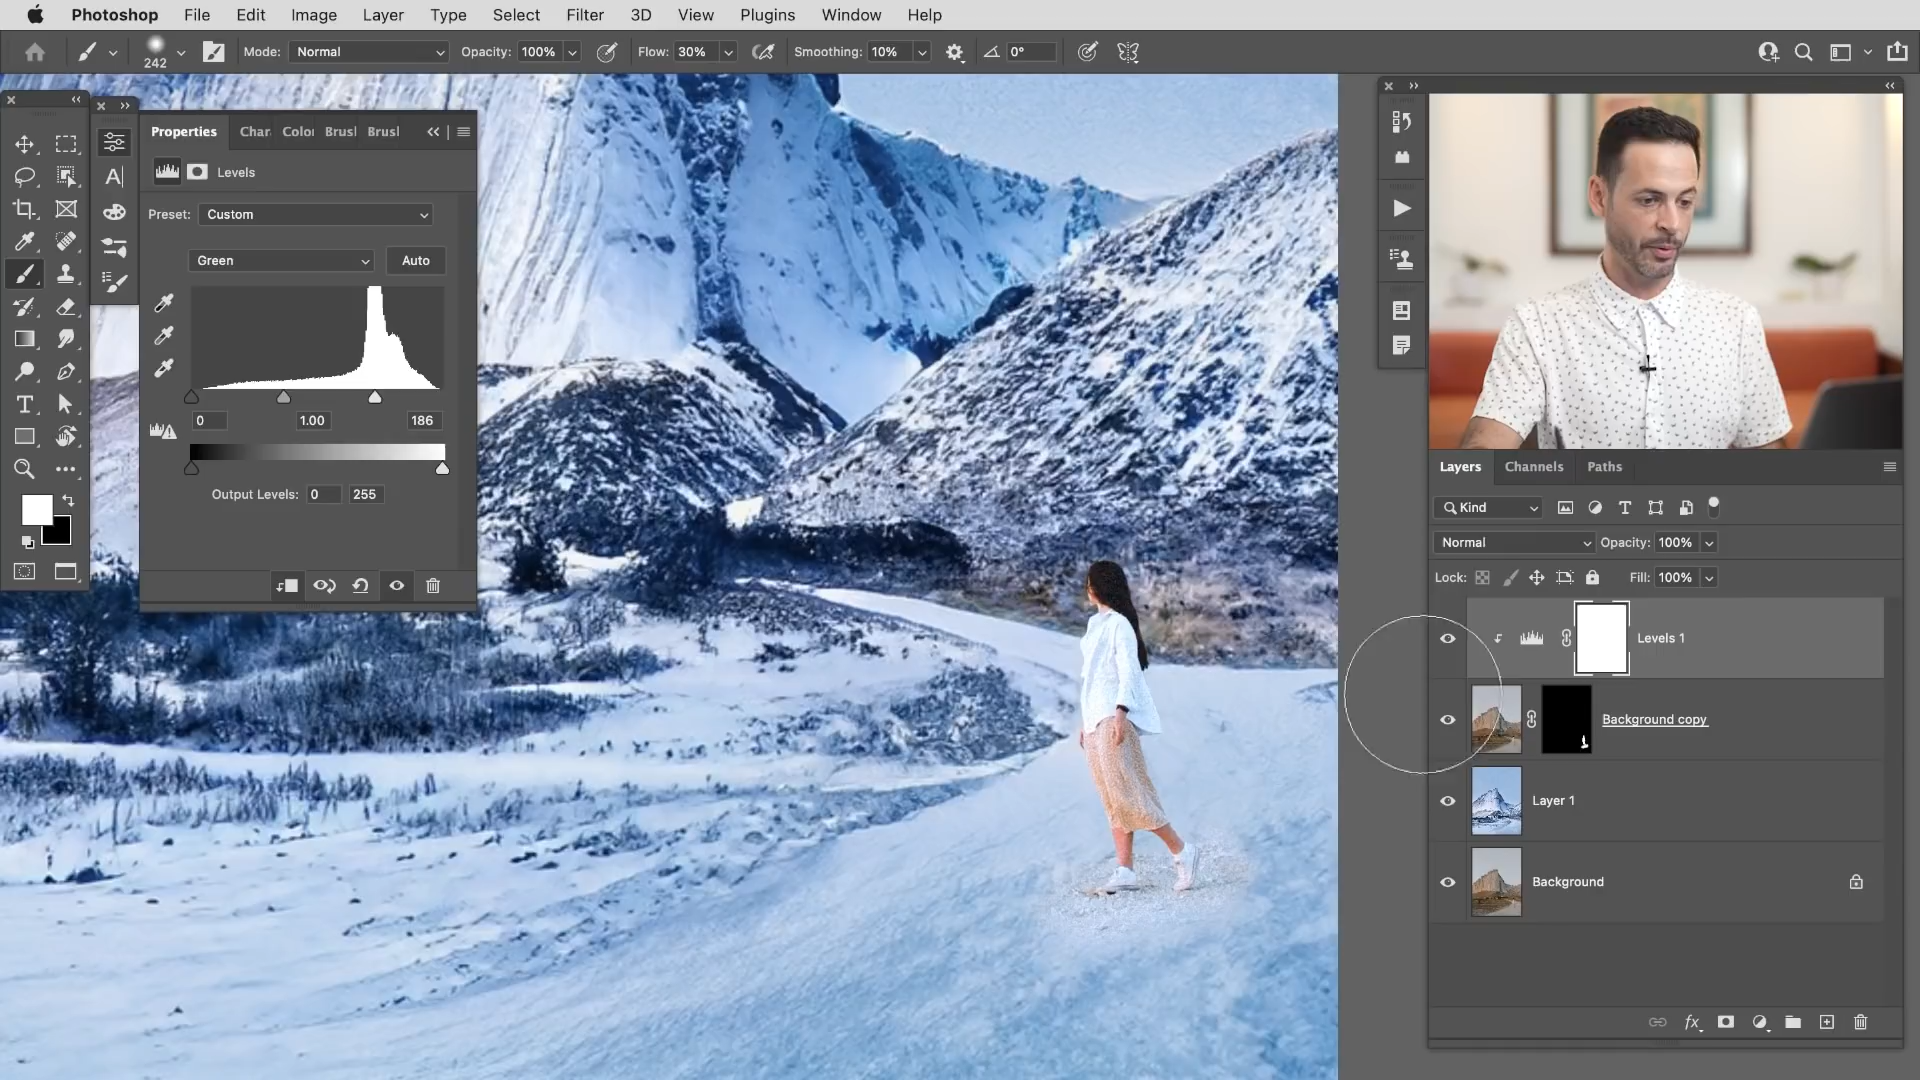 Photoshop File Edit Image Layer Type Select Filter 3D View Plugins Window Help
242 Mode: Normal Opacity: 100% Flow: 30% Smoothing: 10% 0°
Properties Char Colo Brusl Brusl
Levels
Preset: Custom
Green Auto
0 1.00 186
Output Levels: 0 255
Layers Channels Paths
Kind
Normal Opacity: 100%
Lock: Fill: 100%
Levels 1
Background copy
Layer 1
Background